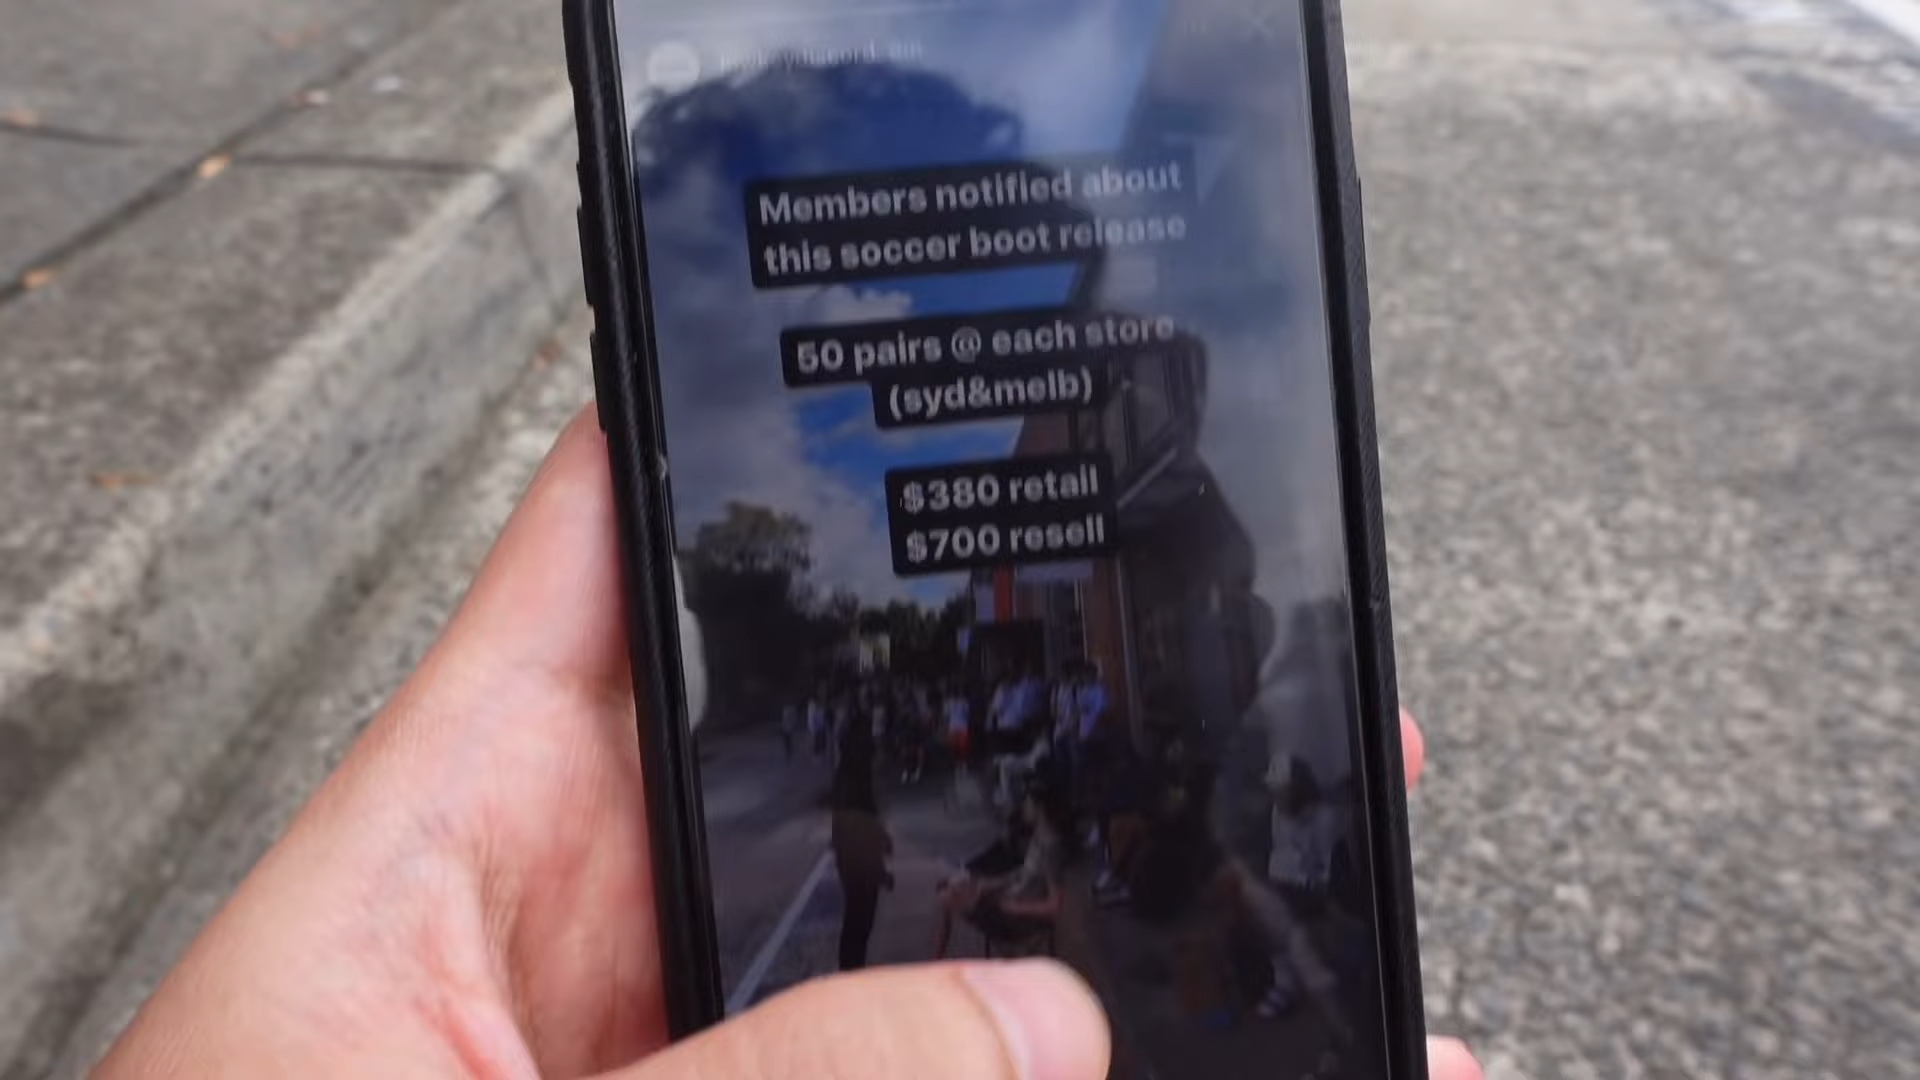 Members notified about
this soccer boot release
50 pairs @ each store
(syd&melb)
$380 retail
$700 resell